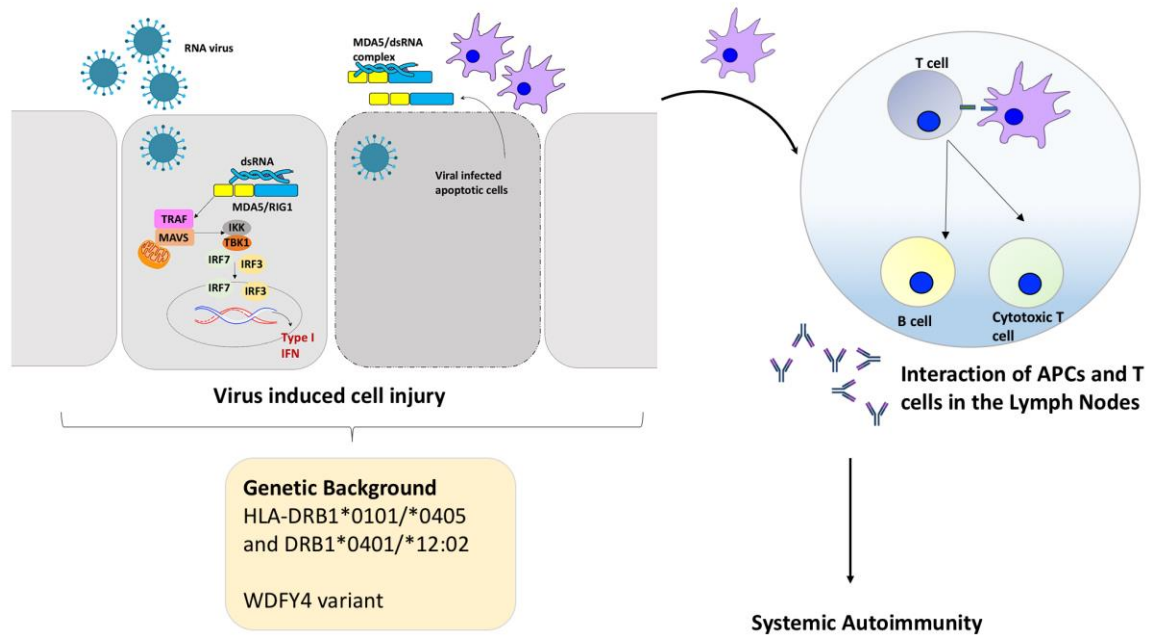 RNA virus
MDA5/dsRNA
complex
dsRNA
MDA5/RIG1
TRAF
MAVS
IKK
TBK1
IRF7
IRF3
IRF7
IRF3
Type I
IFN
Viral infected
apoptotic cells
T cell
B cell
Cytotoxic T
cell
Virus induced cell injury
Interaction of APCs and T
cells in the Lymph Nodes
Genetic Background
HLA-DRB1*0101/*0405
and DRB1*0401/*12:02
WDFY4 variant
Systemic Autoimmunity